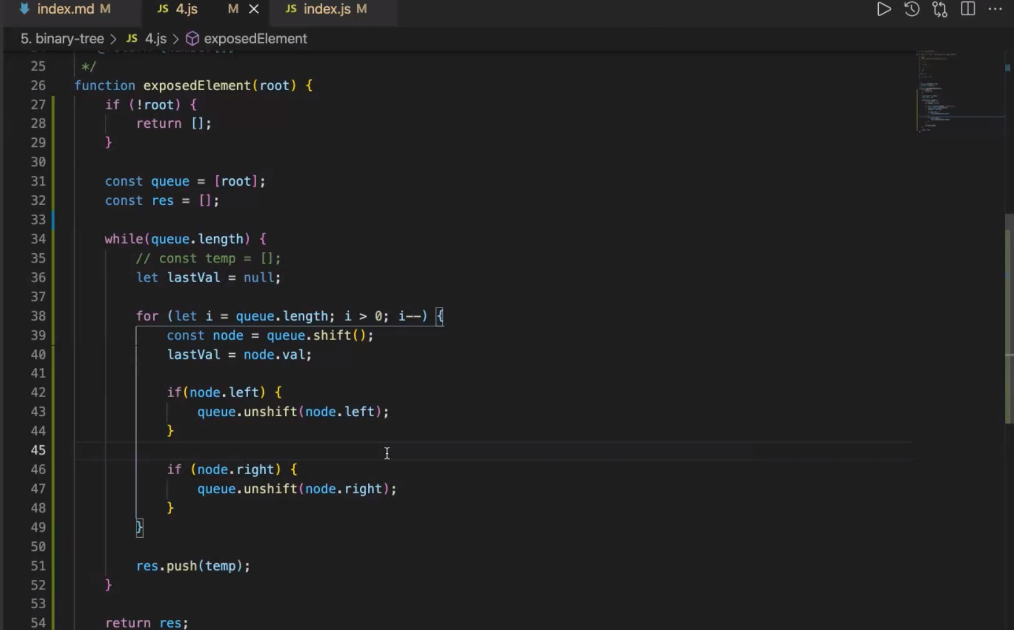 index.md M JS 4.js M JS index.js M
5. binary-tree > JS 4.js > exposedElement
25 */
26 function exposedElement(root) {
27 if (!root) {
28 return [];
29 }
30
31 const queue = [root];
32 const res = [];
33
34 while(queue.length) {
35 // const temp = [];
36 let lastVal = null;
37
38 for (let i = queue.length; i > 0; i--) {
39 const node = queue.shift();
40 lastVal = node.val;
41
42 if(node.left) {
43 queue.unshift(node.left);
44 }
45
46 if (node.right) {
47 queue.unshift(node.right);
48 }
49 }
50
51 res.push(temp);
52 }
53
54 return res;